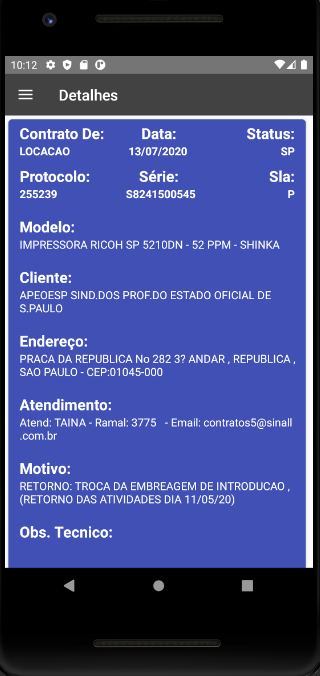 10:12
Detalhes
Contrato De: Data: Status:
LOCACAO 13/07/2020 SP
Protocolo: Série: Sla:
255239 S8241500545 P
Modelo:
IMPRESSORA RICOH SP 5210DN - 52 PPM - SHINKA
Cliente:
APEOESP SIND.DOS PROF.DO ESTADO OFICIAL DE
S.PAULO
Endereço:
PRACA DA REPUBLICA No 282 3? ANDAR , REPUBLICA ,
SAO PAULO - CEP:01045-000
Atendimento:
Atend: TAINA - Ramal: 3775 - Email: contratos5@sinall
.com.br
Motivo:
RETORNO: TROCA DA EMBREAGEM DE INTRODUCAO ,
(RETORNO DAS ATIVIDADES DIA 11/05/20)
Obs. Tecnico: